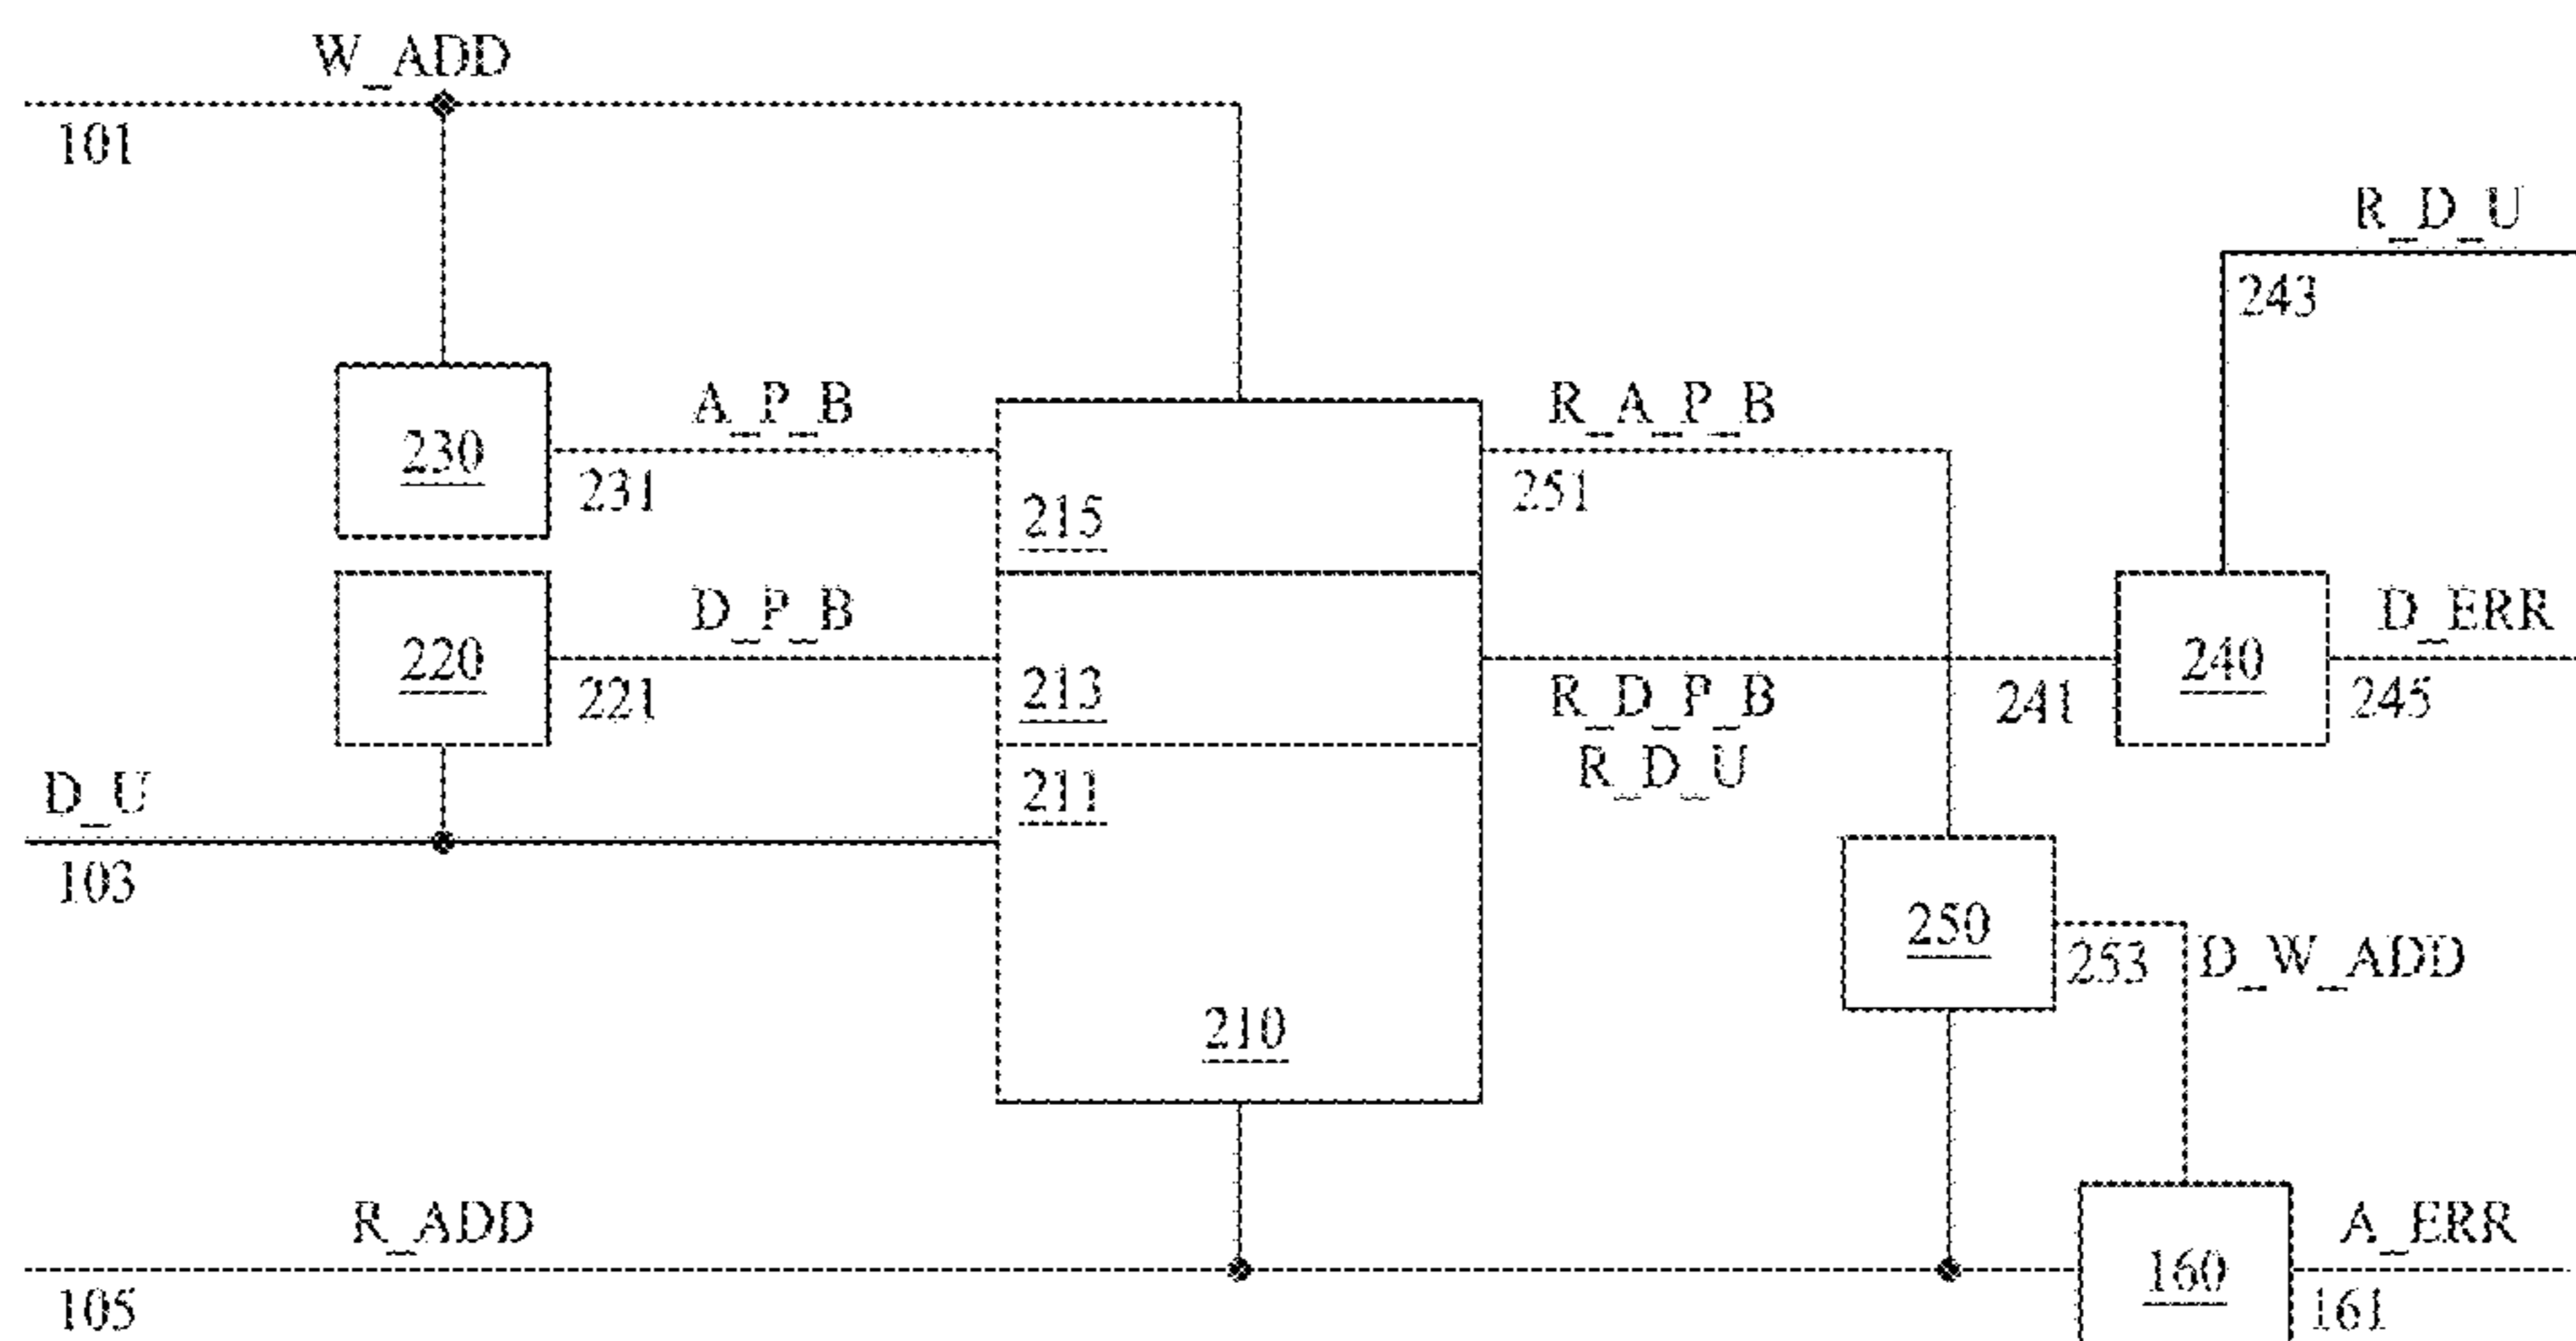 W_ADD
101
R_D_U
243
A_P_B
R_A_P_B
230
231
215
251
D_P_B
D_ERR
220
221
213
R_D_P_B
241
240
245
R_D_U
D_U
211
103
250
253
D_W_ADD
210
R_ADD
A_ERR
105
160
161